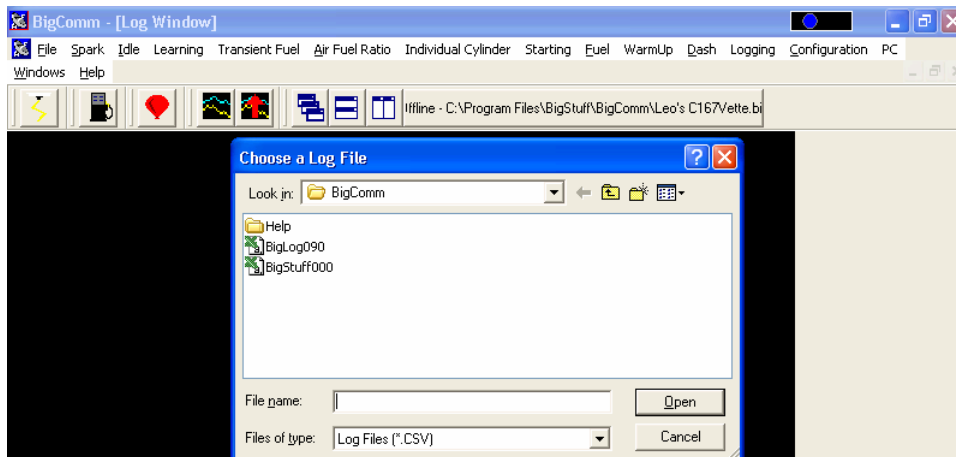 BigComm - [Log Window]
File Spark Idle Learning Transient Fuel Air Fuel Ratio Individual Cylinder Starting Fuel WarmUp Dash Logging Configuration PC
Windows Help
ffline - C:\Program Files\BigStuff\BigComm\Leo's C167Vette.bi
Choose a Log File
Look in: BigComm
Help
BigLog090
BigStuff000
File name:
Open
Files of type: Log Files (*.CSV)
Cancel